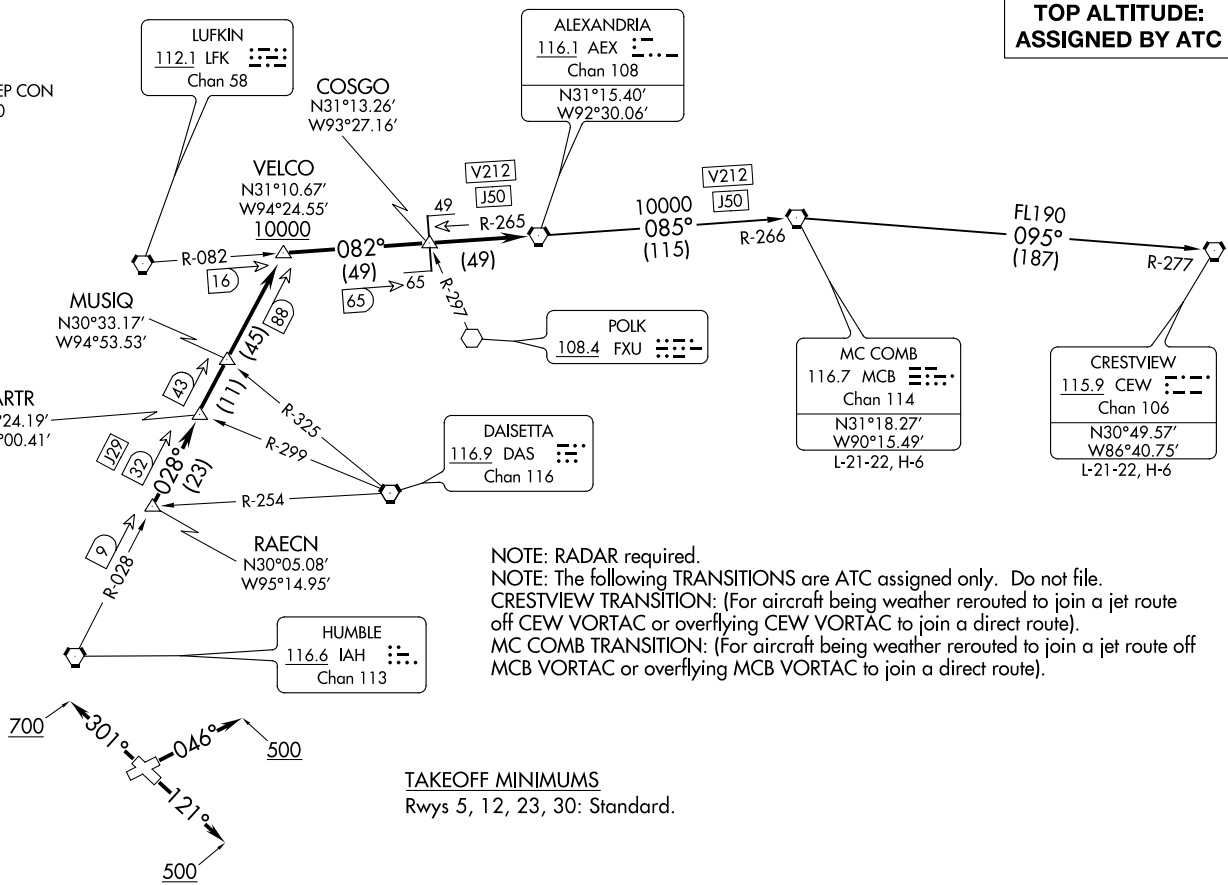 TOP ALTITUDE:
ASSIGNED BY ATC
LUFKIN
112.1 LFK
Chan 58
ALEXANDRIA
116.1 AEX
Chan 108
N31°15.40'
W92°30.06'
EP CON
0
COSGO
N31°13.26'
W93°27.16'
VELCO
N31°10.67'
W94°24.55'
10000
V212
J50
V212
J50
49
R-265
R-082
16
082°
(49)
65
65
(49)
10000
085°
(115)
R-266
FL190
095°
(187)
R-277
R-297
MUSIQ
N30°33.17'
W94°53.53'
88
(45)
POLK
108.4 FXU
MC COMB
116.7 MCB
Chan 114
N31°18.27'
W90°15.49'
L-21-22, H-6
CRESTVIEW
115.9 CEW
Chan 106
N30°49.57'
W86°40.75'
L-21-22, H-6
ARTR
°24.19'
°00.41'
43
(11)
R-325
R-299
J29
32
028°
(23)
DAISETTA
116.9 DAS
Chan 116
R-254
9
R-028
RAECN
N30°05.08'
W95°14.95'
NOTE: RADAR required.
NOTE: The following TRANSITIONS are ATC assigned only. Do not file.
CRESTVIEW TRANSITION: (For aircraft being weather rerouted to join a jet route
off CEW VORTAC or overflying CEW VORTAC to join a direct route).
MC COMB TRANSITION: (For aircraft being weather rerouted to join a jet route off
MCB VORTAC or overflying MCB VORTAC to join a direct route).
HUMBLE
116.6 IAH
Chan 113
700
301°
046°
500
121°
500
TAKEOFF MINIMUMS
Rwys 5, 12, 23, 30: Standard.